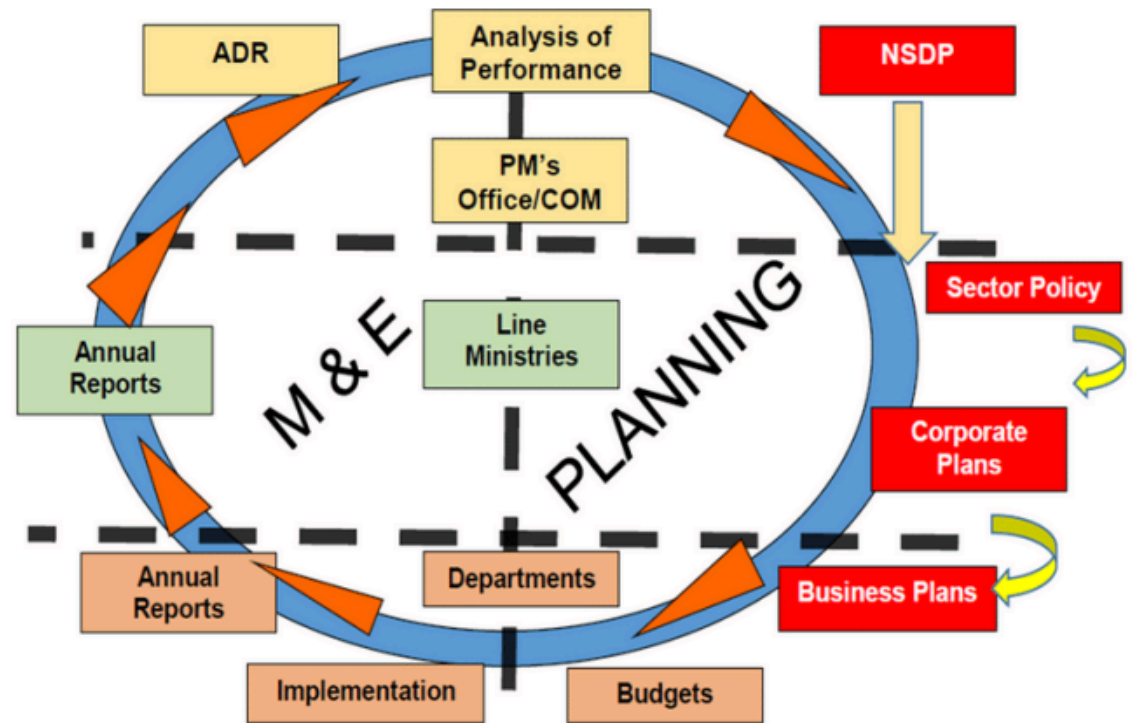 ADR
Analysis of
Performance
NSDP
PM's
Office/COM
Sector Policy
M & E
Line
Ministries
PLANNING
Annual
Reports
Corporate
Plans
Annual
Reports
Departments
Business Plans
Implementation
Budgets